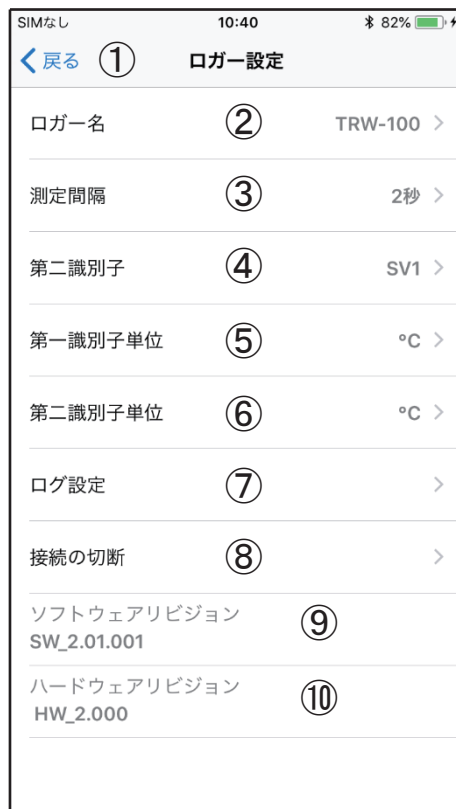 SIMなし 10:40 82%
戻る ① ロガー設定
ロガー名 ② TRW-100 >
測定間隔 ③ 2秒 >
第二識別子 ④ SV1 >
第一識別子単位 ⑤ °C >
第二識別子単位 ⑥ °C >
ログ設定 ⑦ >
接続の切断 ⑧ >
ソフトウェアリビジョン ⑨
SW_2.01.001
ハードウェアリビジョン ⑩
HW_2.000